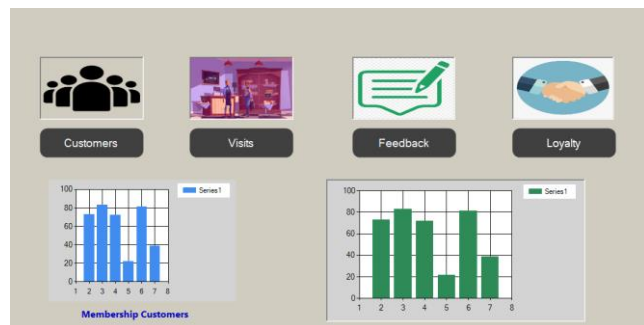 Customers
Visits
Feedback
Loyalty
100
80
60
40
20
0
1 2 3 4 5 6 7 8
Series1
Membership Customers
100
80
60
40
20
0
1 2 3 4 5 6 7 8
Series1